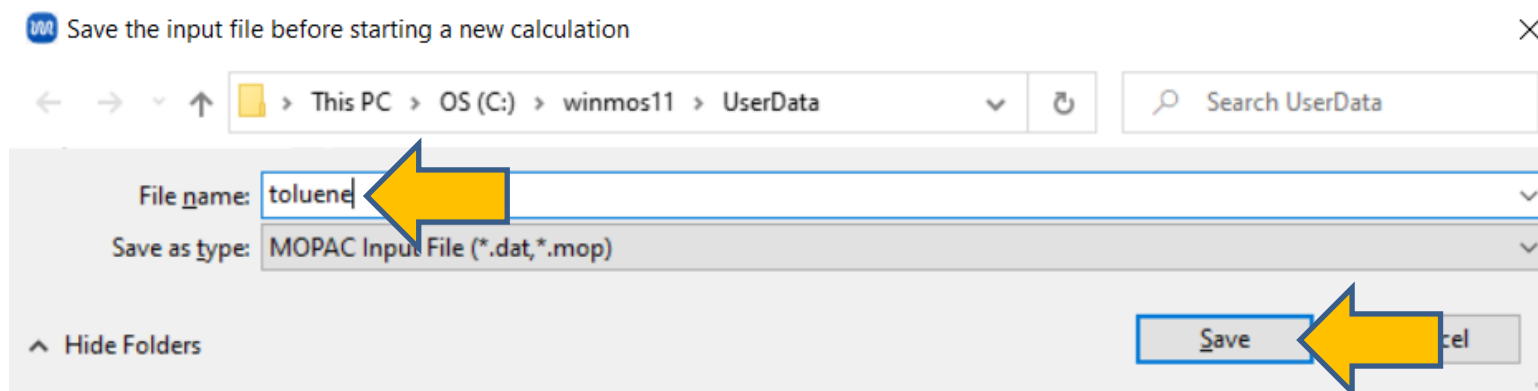 Save the input file before starting a new calculation
This PC > OS (C:) > winmos11 > UserData
Search UserData
File name: toluene
Save as type: MOPAC Input File (*.dat,*.mop)
Hide Folders
Save